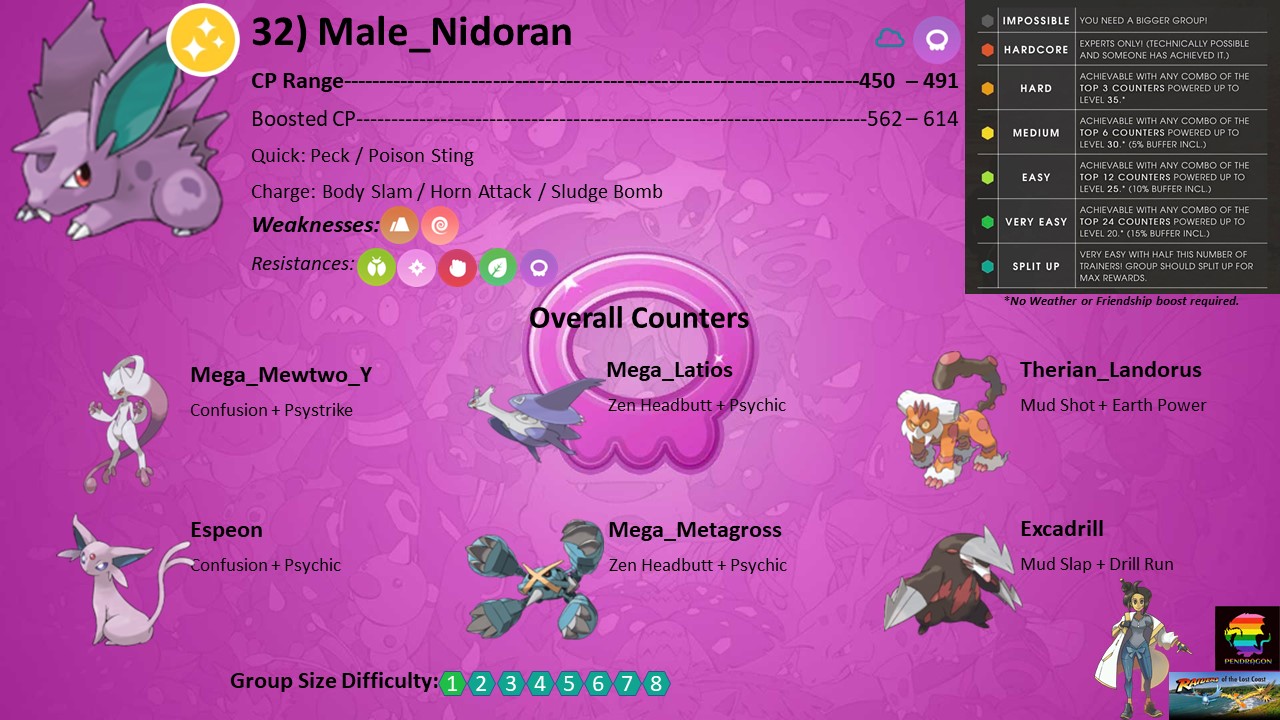 32) Male_Nidoran
CP Range---------------------------------------------------------------------------------------450 – 491
Boosted CP---------------------------------------------------------------------------------------562 – 614
Quick: Peck / Poison Sting
Charge: Body Slam / Horn Attack / Sludge Bomb
Weaknesses:
Resistances:
IMPOSSIBLE YOU NEED A BIGGER GROUP!
HARDCORE EXPERTS ONLY! (TECHNICALLY POSSIBLE
AND SOMEONE HAS ACHIEVED IT.)
HARD ACHIEVABLE WITH ANY COMBO OF THE
TOP 3 COUNTERS POWERED UP TO
LEVEL 35.*
MEDIUM ACHIEVABLE WITH ANY COMBO OF THE
TOP 6 COUNTERS POWERED UP TO
LEVEL 30.* (5% BUFFER INCL.)
EASY ACHIEVABLE WITH ANY COMBO OF THE
TOP 12 COUNTERS POWERED UP TO
LEVEL 25.* (10% BUFFER INCL.)
VERY EASY ACHIEVABLE WITH ANY COMBO OF THE
TOP 24 COUNTERS POWERED UP TO
LEVEL 20.* (15% BUFFER INCL.)
SPLIT UP VERY EASY WITH HALF THIS NUMBER OF
TRAINERS! GROUP SHOULD SPLIT UP FOR
MAX REWARDS.
*No Weather or Friendship boost required.
Overall Counters
Mega_Mewtwo_Y
Confusion + Psystrike
Mega_Latios
Zen Headbutt + Psychic
Therian_Landorus
Mud Shot + Earth Power
Espeon
Confusion + Psychic
Mega_Metagross
Zen Headbutt + Psychic
Excadrill
Mud Slap + Drill Run
Group Size Difficulty: 1 2 3 4 5 6 7 8
PENDRAGON
RAIDERS of the Lost Coast